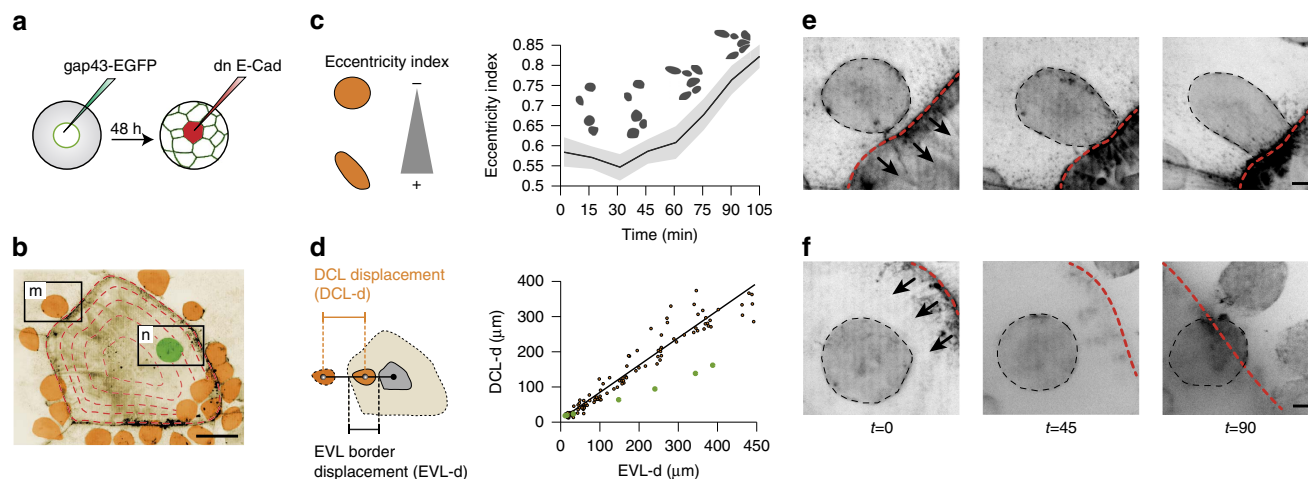 a
gap43-EGFP
dn E-Cad
48 h
b
m
n
c
Eccentricity index
–
+
Eccentricity index
0.85
0.8
0.75
0.7
0.65
0.6
0.55
0.5
0 15 30 45 60 75 90 105
Time (min)
d
DCL displacement
(DCL-d)
EVL border
displacement (EVL-d)
DCL-d (μm)
400
300
200
100
0
0 100 200 300 400 450
EVL-d (μm)
e
f
t=0
t=45
t=90